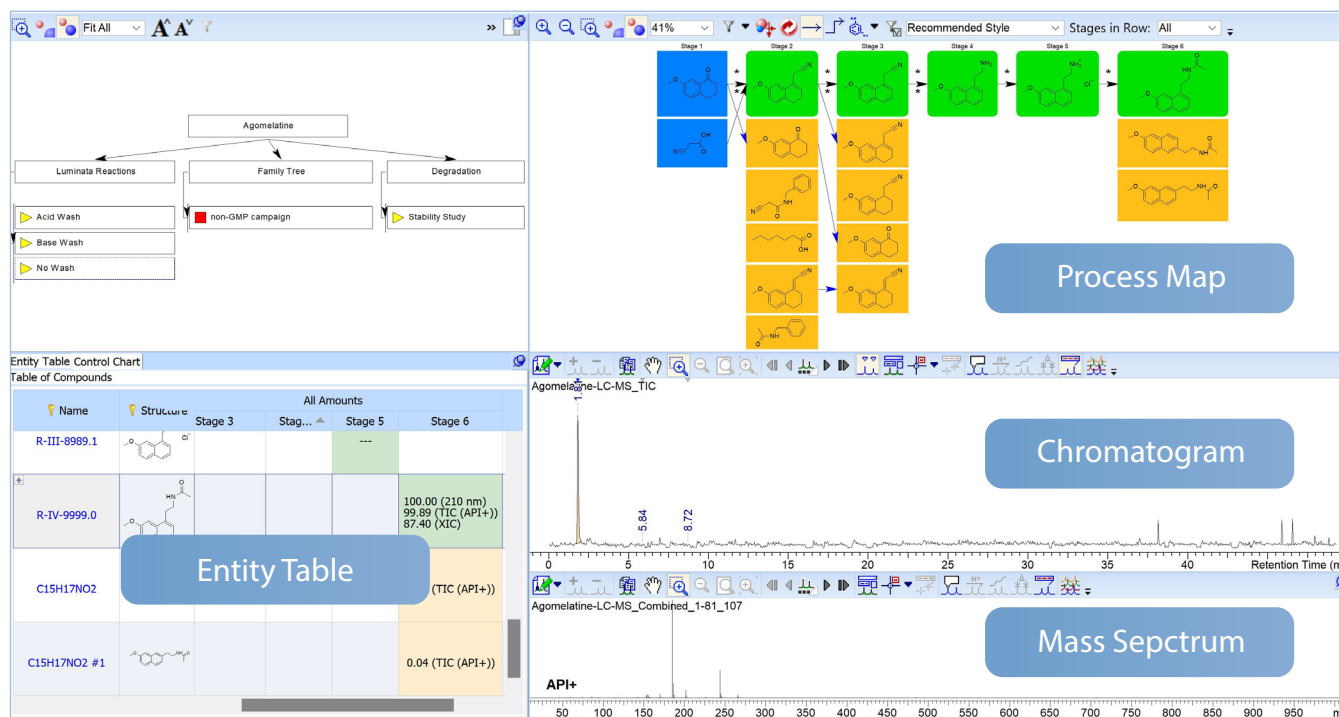 Fit All
A^ A˅
»
41%
Recommended Style
Stages in Row: All
Stage 1
Stage 2
Stage 3
Stage 4
Stage 5
Stage 6
Agomelatine
Luminata Reactions
Family Tree
Degradation
Acid Wash
non-GMP campaign
Stability Study
Base Wash
No Wash
Process Map
Entity Table Control Chart
Table of Compounds
Name
Structure
All Amounts
Stage 3
Stag...
Stage 5
Stage 6
R-III-8989.1
---
R-IV-9999.0
100.00 (210 nm)
99.89 (TIC (API+))
87.40 (XIC)
Entity Table
C15H17NO2
(TIC (API+))
C15H17NO2 #1
0.04 (TIC (API+))
Agomelatine-LC-MS_TIC
1.81
5.84
8.72
Chromatogram
0 5 10 15 20 25 30 35 40 Retention Time (m
Agomelatine-LC-MS_Combined_1-81_107
Mass Sepctrum
API+
50 100 150 200 250 300 350 400 450 500 550 600 650 700 750 800 850 900 950 m